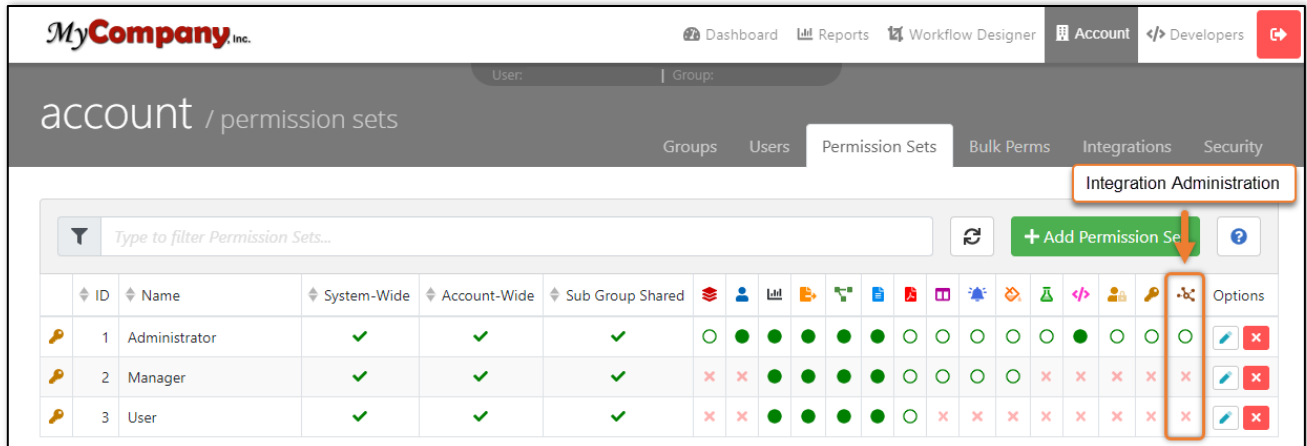 MyCompany, Inc.
Dashboard Reports Workflow Designer Account </> Developers
User: | Group:
account / permission sets
Groups Users Permission Sets Bulk Perms Integrations Security
Integration Administration
Type to filter Permission Sets...
+ Add Permission Se
ID Name System-Wide Account-Wide Sub Group Shared </> Options
1 Administrator
2 Manager
3 User